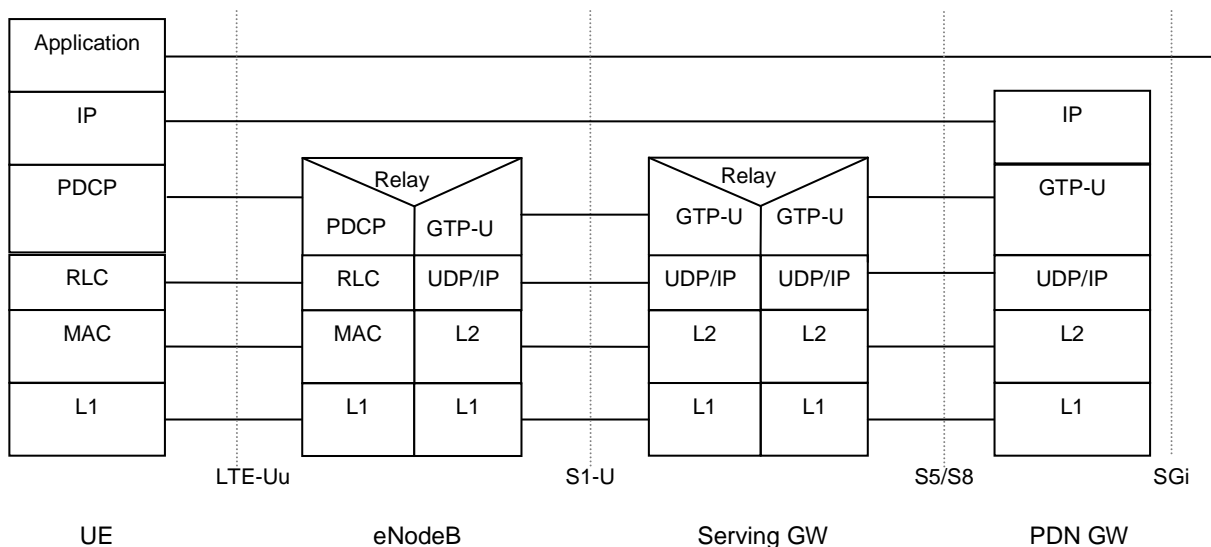 Application
IP IP
PDCP Relay Relay GTP-U
PDCP GTP-U GTP-U GTP-U
RLC RLC UDP/IP UDP/IP UDP/IP UDP/IP
MAC MAC L2 L2 L2 L2
L1 L1 L1 L1 L1 L1
LTE-Uu S1-U S5/S8 SGi
UE eNodeB Serving GW PDN GW